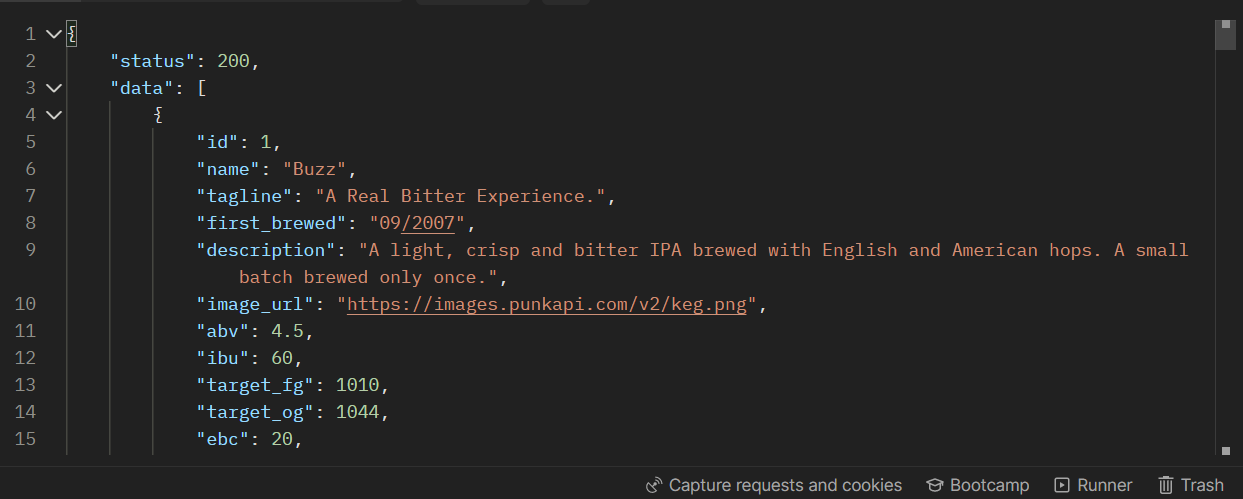 1 {
2 "status": 200,
3 "data": [
4 {
5 "id": 1,
6 "name": "Buzz",
7 "tagline": "A Real Bitter Experience.",
8 "first_brewed": "09/2007",
9 "description": "A light, crisp and bitter IPA brewed with English and American hops. A small
batch brewed only once.",
10 "image_url": "https://images.punkapi.com/v2/keg.png",
11 "abv": 4.5,
12 "ibu": 60,
13 "target_fg": 1010,
14 "target_og": 1044,
15 "ebc": 20,
Capture requests and cookies Bootcamp Runner Trash